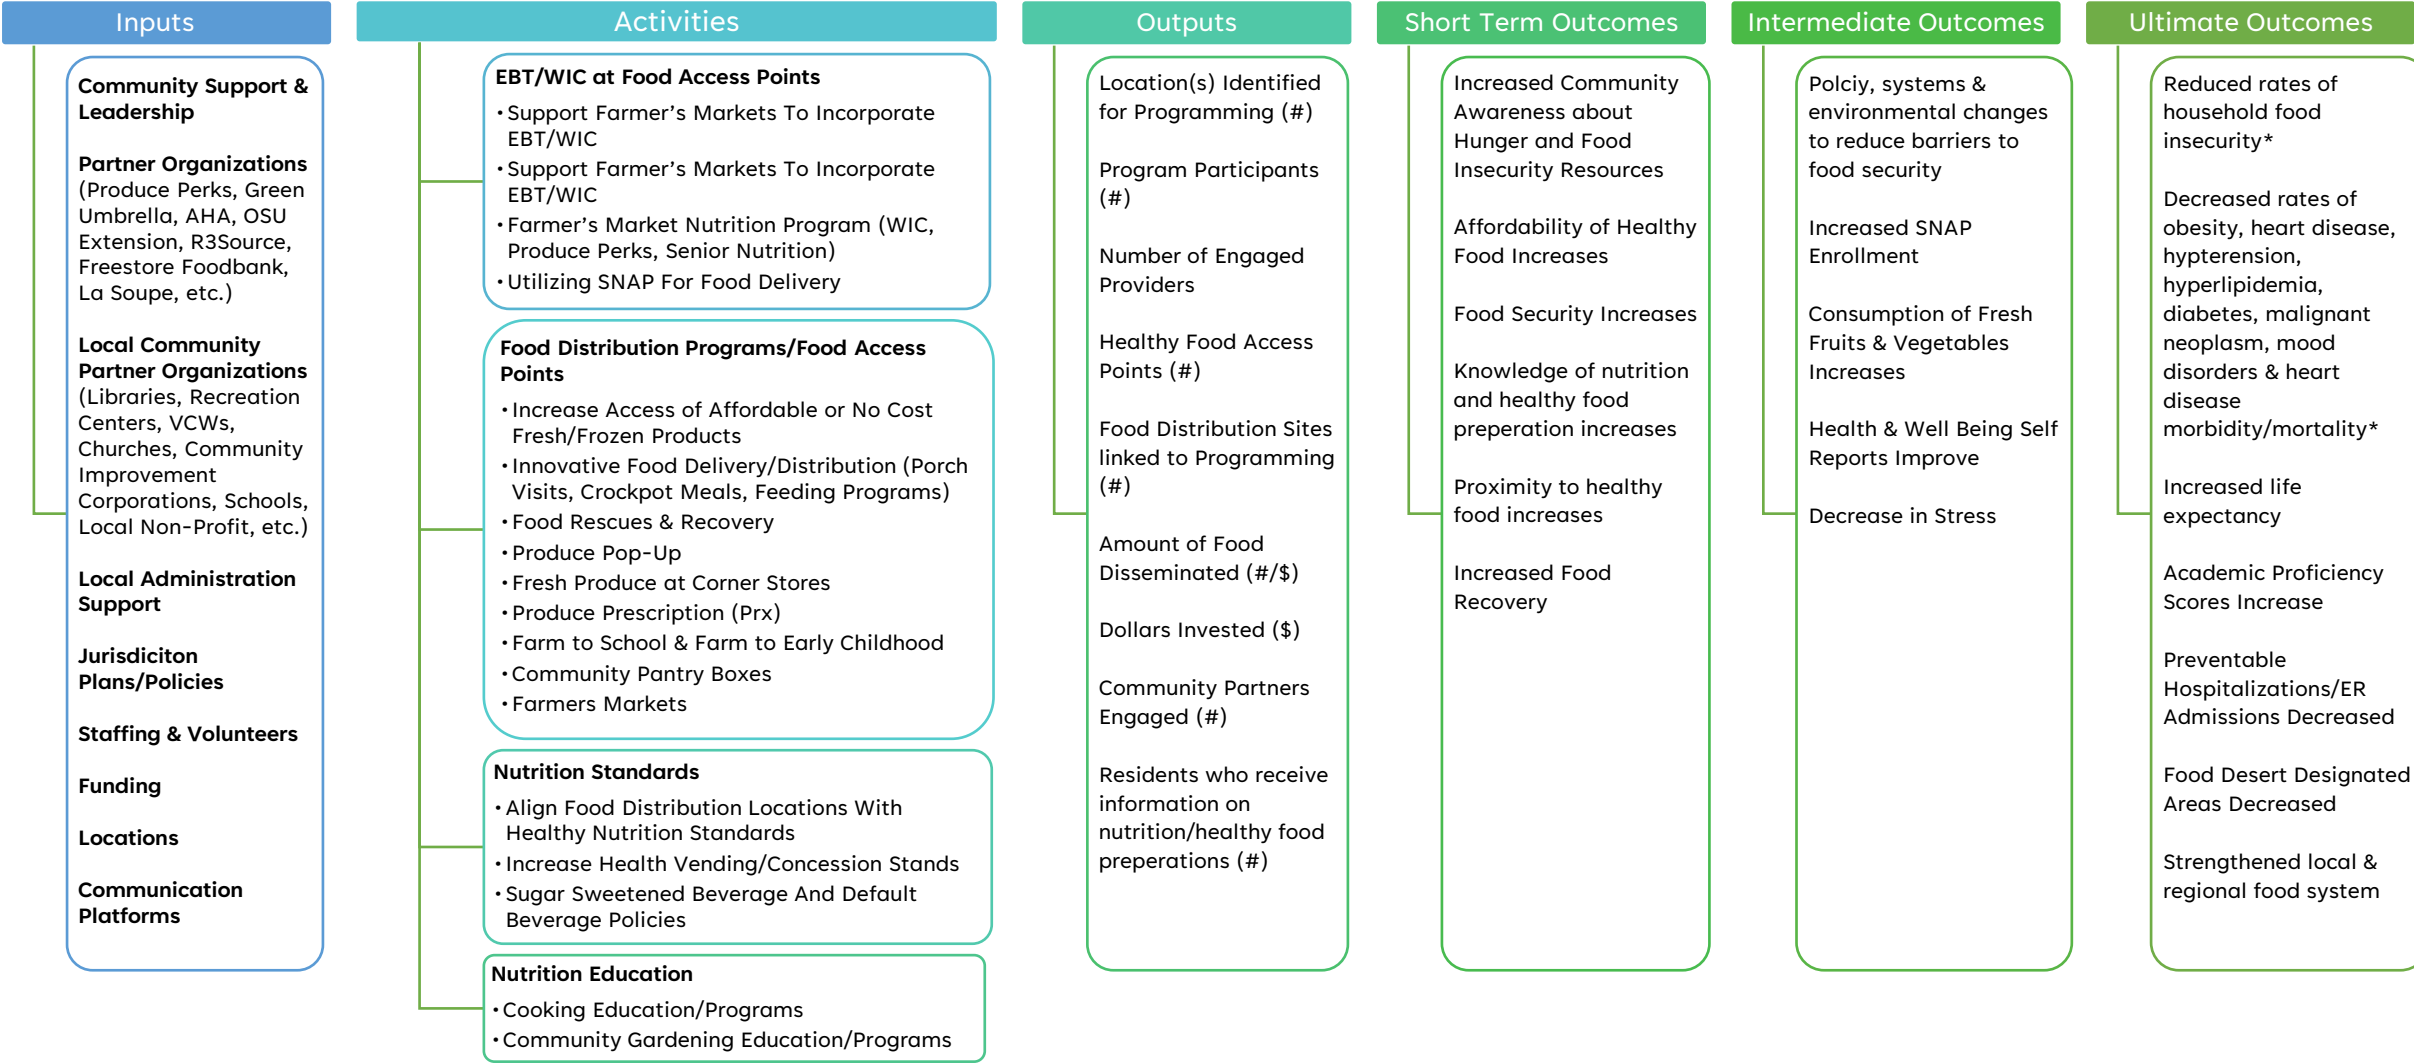 Inputs
Community Support &
Leadership
Partner Organizations
(Produce Perks, Green
Umbrella, AHA, OSU
Extension, R3Source,
Freestore Foodbank,
La Soupe, etc.)
Local Community
Partner Organizations
(Libraries, Recreation
Centers, VCWs,
Churches, Community
Improvement
Corporations, Schools,
Local Non-Profit, etc.)
Local Administration
Support
Jurisdiciton
Plans/Policies
Staffing & Volunteers
Funding
Locations
Communication
Platforms
Activities
EBT/WIC at Food Access Points
• Support Farmer's Markets To Incorporate
EBT/WIC
• Support Farmer's Markets To Incorporate
EBT/WIC
• Farmer's Market Nutrition Program (WIC,
Produce Perks, Senior Nutrition)
• Utilizing SNAP For Food Delivery
Food Distribution Programs/Food Access
Points
• Increase Access of Affordable or No Cost
Fresh/Frozen Products
• Innovative Food Delivery/Distribution (Porch
Visits, Crockpot Meals, Feeding Programs)
• Food Rescues & Recovery
• Produce Pop-Up
• Fresh Produce at Corner Stores
• Produce Prescription (Prx)
• Farm to School & Farm to Early Childhood
• Community Pantry Boxes
• Farmers Markets
Nutrition Standards
• Align Food Distribution Locations With
Healthy Nutrition Standards
• Increase Health Vending/Concession Stands
• Sugar Sweetened Beverage And Default
Beverage Policies
Nutrition Education
• Cooking Education/Programs
• Community Gardening Education/Programs
Outputs
Location(s) Identified
for Programming (#)
Program Participants
(#)
Number of Engaged
Providers
Healthy Food Access
Points (#)
Food Distribution Sites
linked to Programming
(#)
Amount of Food
Disseminated (#/$)
Dollars Invested ($)
Community Partners
Engaged (#)
Residents who receive
information on
nutrition/healthy food
preperations (#)
Short Term Outcomes
Increased Community
Awareness about
Hunger and Food
Insecurity Resources
Affordability of Healthy
Food Increases
Food Security Increases
Knowledge of nutrition
and healthy food
preperation increases
Proximity to healthy
food increases
Increased Food
Recovery
Intermediate Outcomes
Polciy, systems &
environmental changes
to reduce barriers to
food security
Increased SNAP
Enrollment
Consumption of Fresh
Fruits & Vegetables
Increases
Health & Well Being Self
Reports Improve
Decrease in Stress
Ultimate Outcomes
Reduced rates of
household food
insecurity*
Decreased rates of
obesity, heart disease,
hypterension,
hyperlipidemia,
diabetes, malignant
neoplasm, mood
disorders & heart
disease
morbidity/mortality*
Increased life
expectancy
Academic Proficiency
Scores Increase
Preventable
Hospitalizations/ER
Admissions Decreased
Food Desert Designated
Areas Decreased
Strengthened local &
regional food system